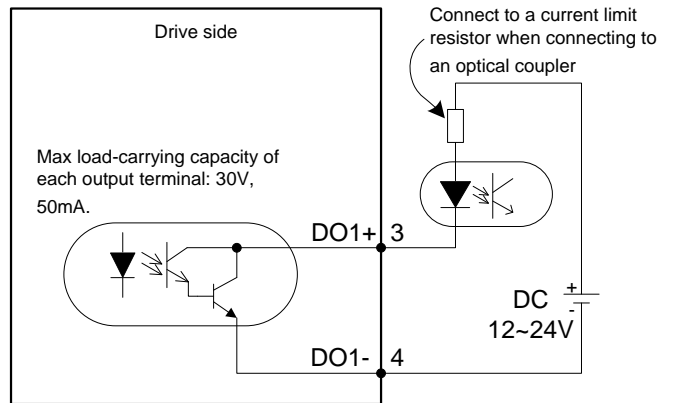 Drive side
Connect to a current limit
resistor when connecting to
an optical coupler
Max load-carrying capacity of
each output terminal: 30V,
50mA.
DO1+ 3
DC + -
12~24V
DO1- 4